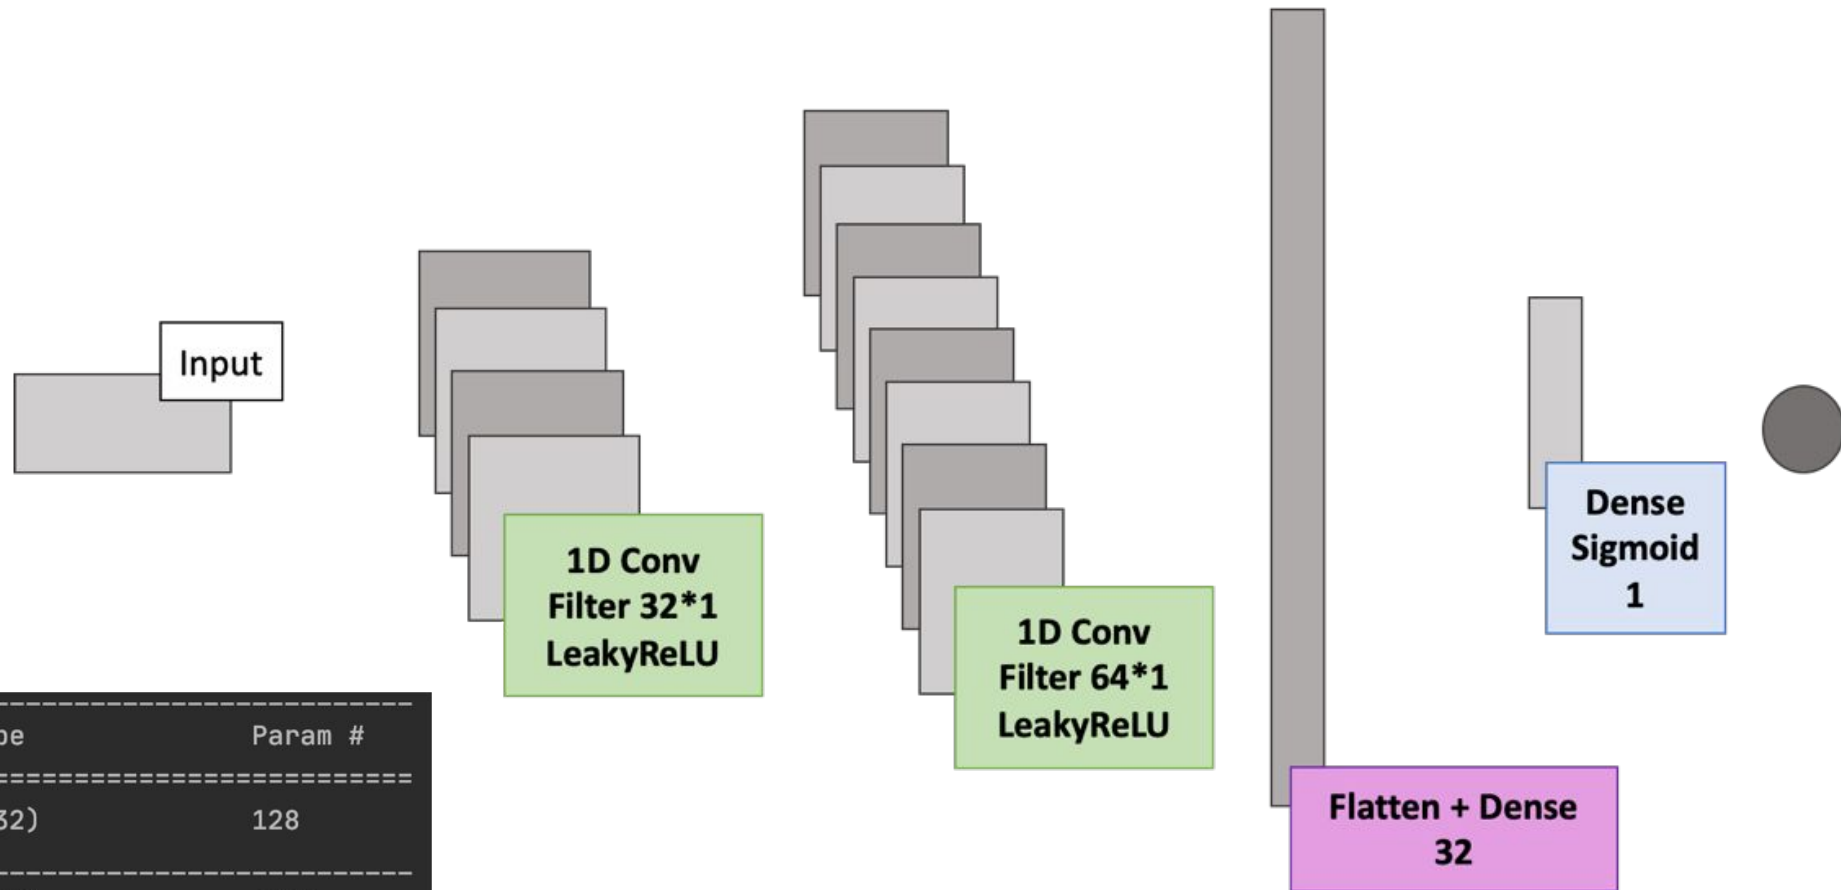 Input
1D Conv
Filter 32*1
LeakyReLU
1D Conv
Filter 64*1
LeakyReLU
Flatten + Dense
32
Dense
Sigmoid
1
Param #
32)
128